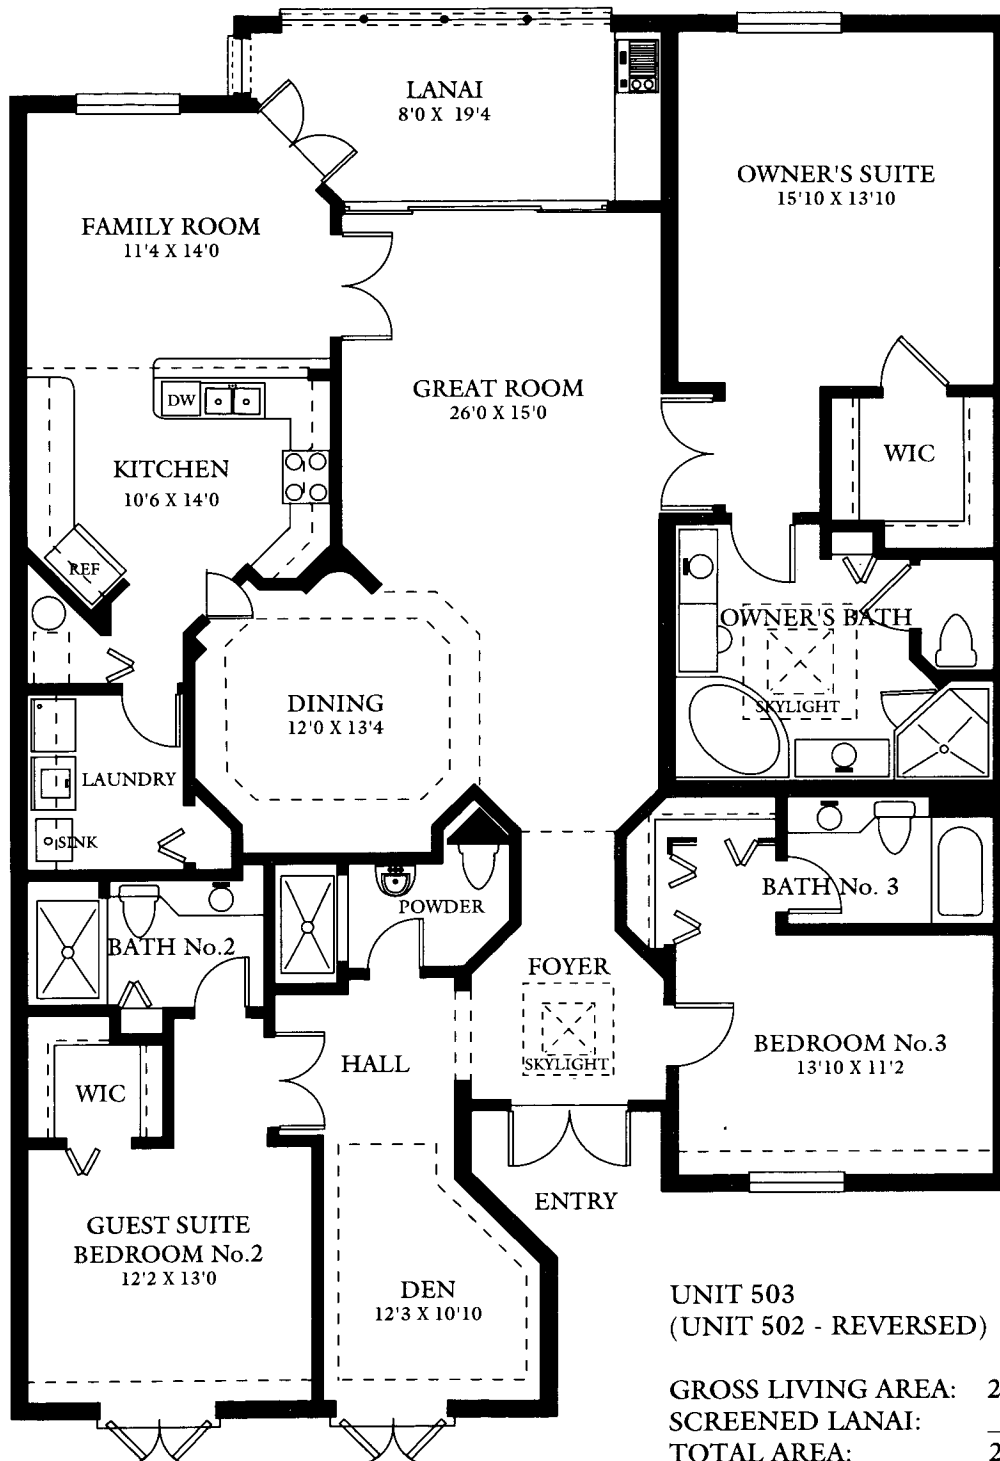 LANAI
8'0 X 19'4
OWNER'S SUITE
15'10 X 13'10
FAMILY ROOM
11'4 X 14'0
GREAT ROOM
26'0 X 15'0
DW
WIC
KITCHEN
10'6 X 14'0
REF
OWNER'S BATH
SKYLIGHT
DINING
12'0 X 13'4
LAUNDRY
SINK
BATH No. 3
POWDER
BATH No.2
FOYER
SKYLIGHT
BEDROOM No.3
13'10 X 11'2
HALL
WIC
ENTRY
GUEST SUITE
BEDROOM No.2
12'2 X 13'0
DEN
12'3 X 10'10
UNIT 503
(UNIT 502 - REVERSED)
GROSS LIVING AREA: 2
SCREENED LANAI:
TOTAL AREA: 2